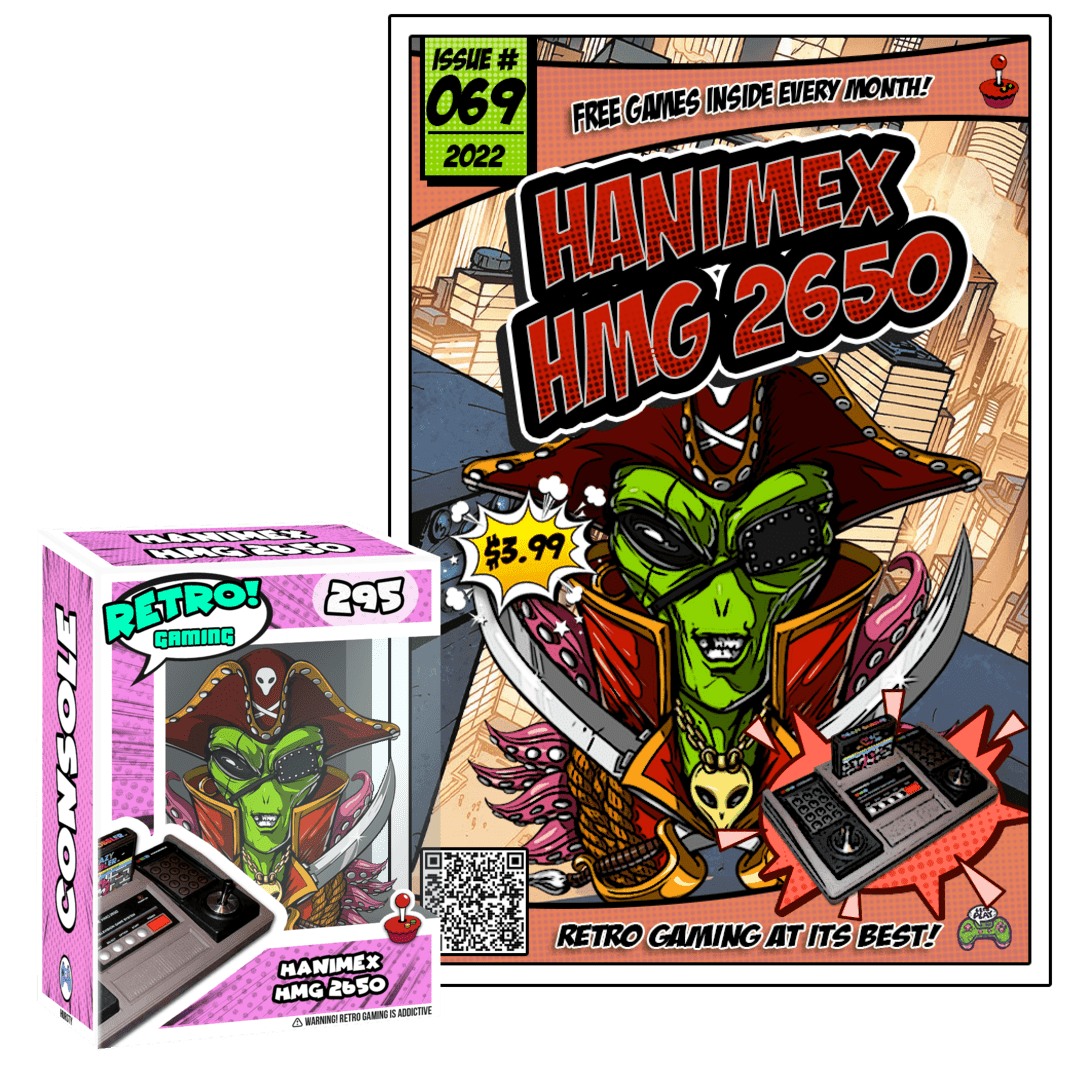 ISSUE #
069
2022
FREE GAMES INSIDE EVERY MONTH!
HANIMEX
HMG 2650
$3.99
RETRO GAMING AT ITS BEST!
HANIMEX
HMG 2650
RETRO!
GAMING
295
CONSOLE
HANIMEX
HMG 2650
WARNING! RETRO GAMING IS ADDICTIVE